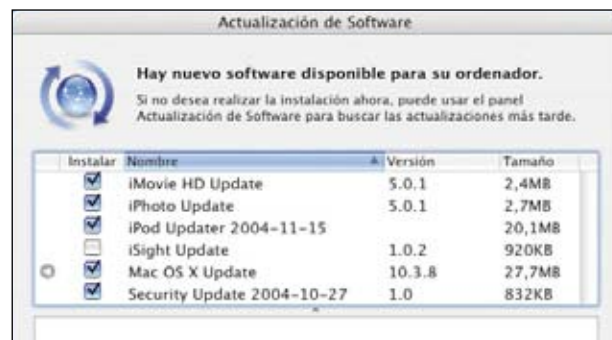 Actualización de Software
Hay nuevo software disponible para su ordenador.
Si no desea realizar la instalación ahora, puede usar el panel
Actualización de Software para buscar las actualizaciones más tarde.
Instalar Nombre Versión Tamaño
iMovie HD Update 5.0.1 2,4MB
iPhoto Update 5.0.1 2,7MB
iPod Updater 2004-11-15 20,1MB
iSight Update 1.0.2 920KB
Mac OS X Update 10.3.8 27,7MB
Security Update 2004-10-27 1.0 832KB